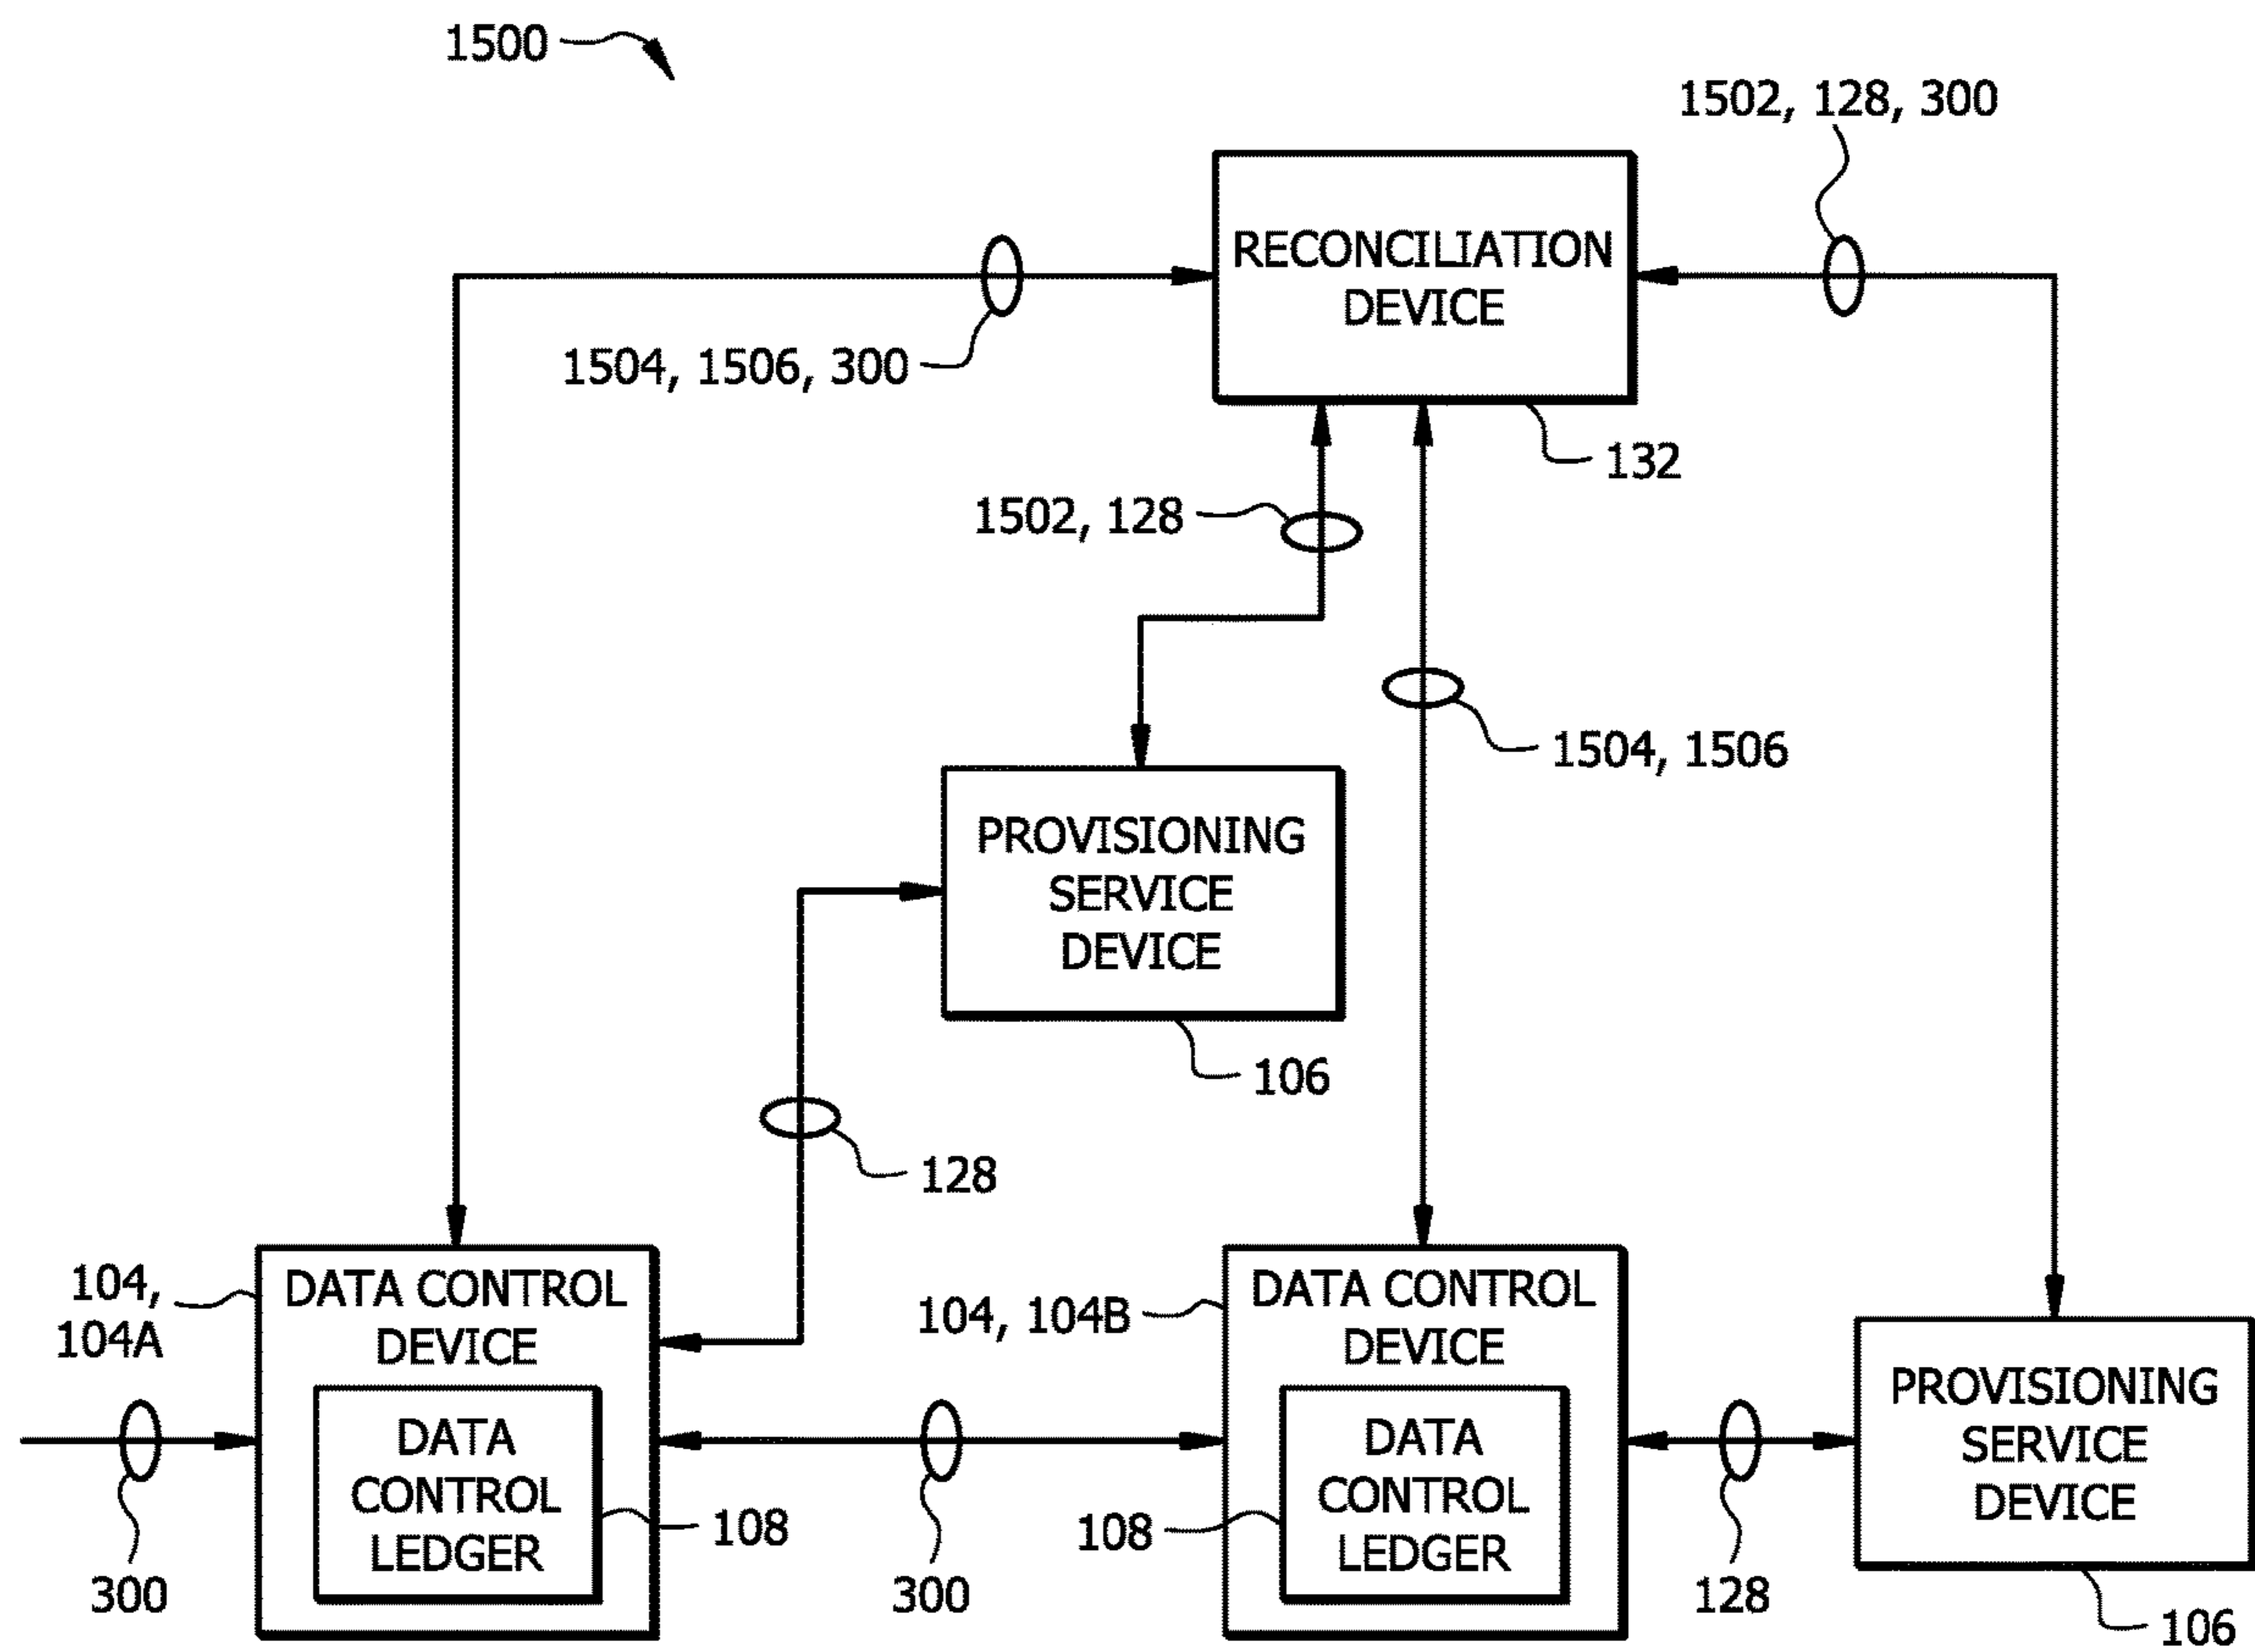 1500
1502, 128, 300
RECONCILIATION
DEVICE
1504, 1506, 300
132
1502, 128
1504, 1506
PROVISIONING
SERVICE
DEVICE
106
128
104,
104A
DATA CONTROL
DEVICE
DATA
CONTROL
LEDGER
108
300
300
104, 104B
DATA CONTROL
DEVICE
DATA
CONTROL
LEDGER
108
128
PROVISIONING
SERVICE
DEVICE
106